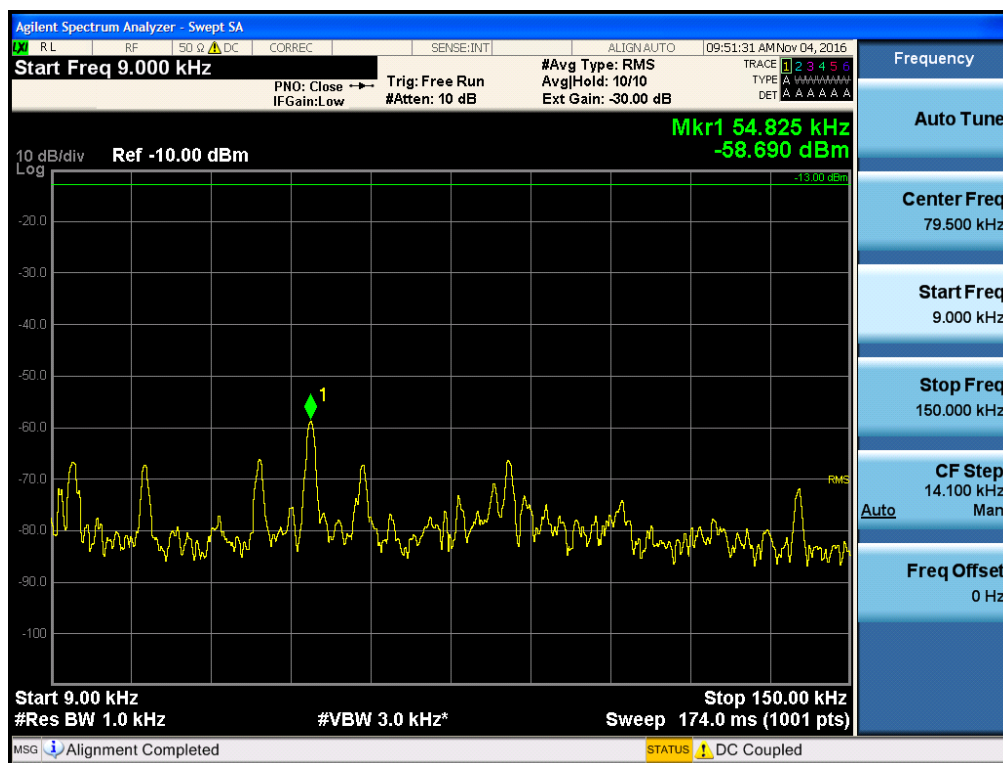 Agilent Spectrum Analyzer - Swept SA
LXI RL RF 50 Ω DC CORREC SENSE:INT ALIGN AUTO 09:51:31 AM Nov 04, 2016
Start Freq 9.000 kHz
PNO: Close
IFGain:Low
Trig: Free Run
#Atten: 10 dB
#Avg Type: RMS
Avg|Hold: 10/10
Ext Gain: -30.00 dB
TRACE 1 2 3 4 5 6
TYPE A WWWWW
DET A A A A A A
Mkr1 54.825 kHz
-58.690 dBm
10 dB/div Ref -10.00 dBm
Log
-13.00 dBm
-20.0
-30.0
-40.0
-50.0
1
-60.0
-70.0
RMS
-80.0
-90.0
-100
Start 9.00 kHz Stop 150.00 kHz
#Res BW 1.0 kHz #VBW 3.0 kHz* Sweep 174.0 ms (1001 pts)
MSG Alignment Completed STATUS DC Coupled
Frequency
Auto Tune
Center Freq
79.500 kHz
Start Freq
9.000 kHz
Stop Freq
150.000 kHz
CF Step
14.100 kHz
Auto Man
Freq Offset
0 Hz